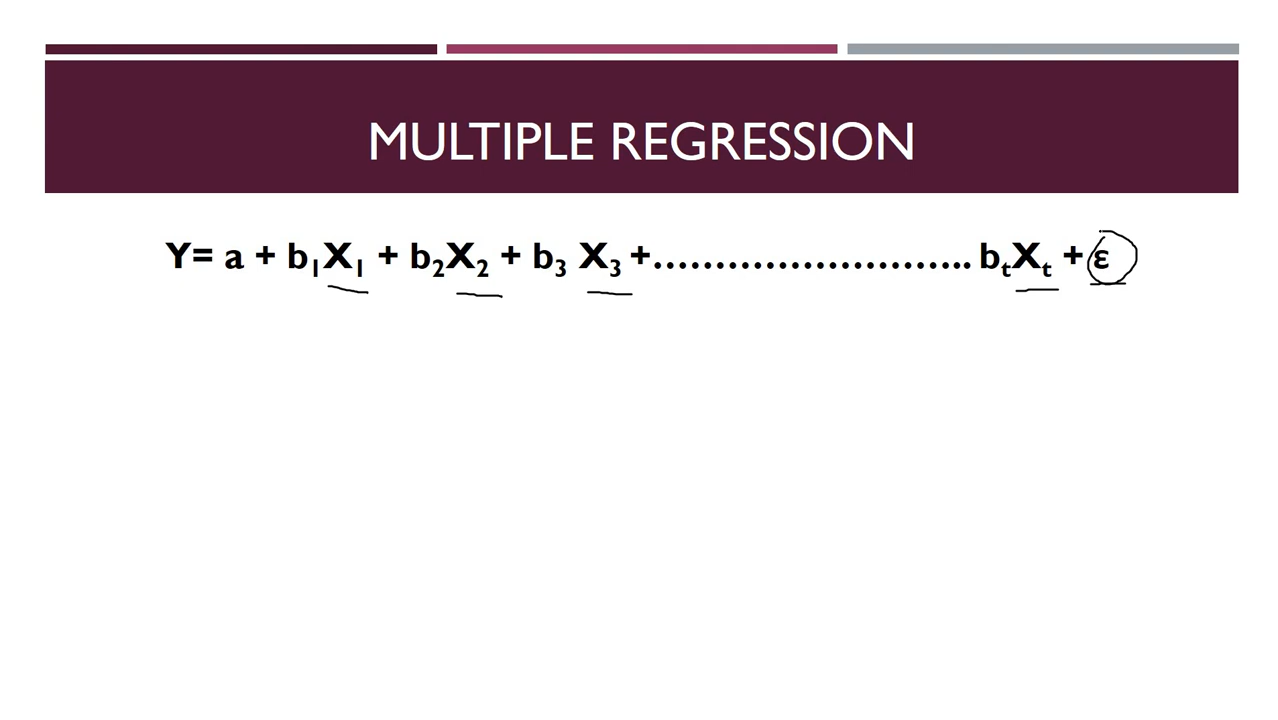 MULTIPLE REGRESSION
Y= a + b₁X₁ + b₂X₂ + b₃ X₃ +.......................... bₜXₜ + ε